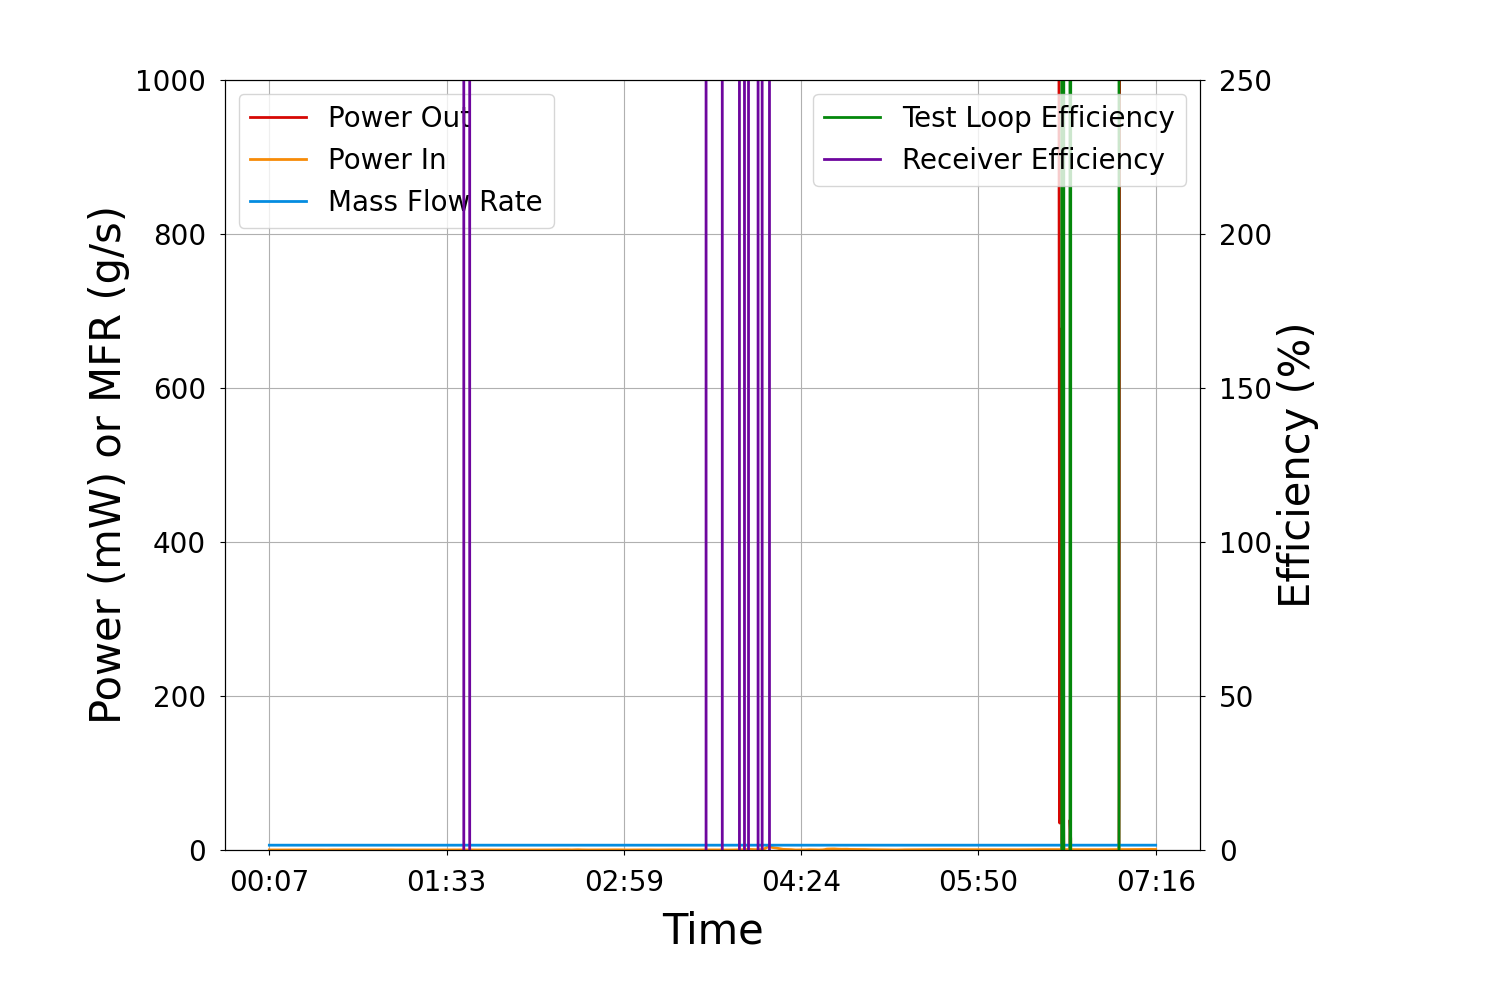 Power (mW) or MFR (g/s)
1000
800
600
400
200
0
Power Out
Power In
Mass Flow Rate
Test Loop Efficiency
Receiver Efficiency
250
200
150
100
50
0
Efficiency (%)
00:07 01:33 02:59 04:24 05:50 07:16
Time